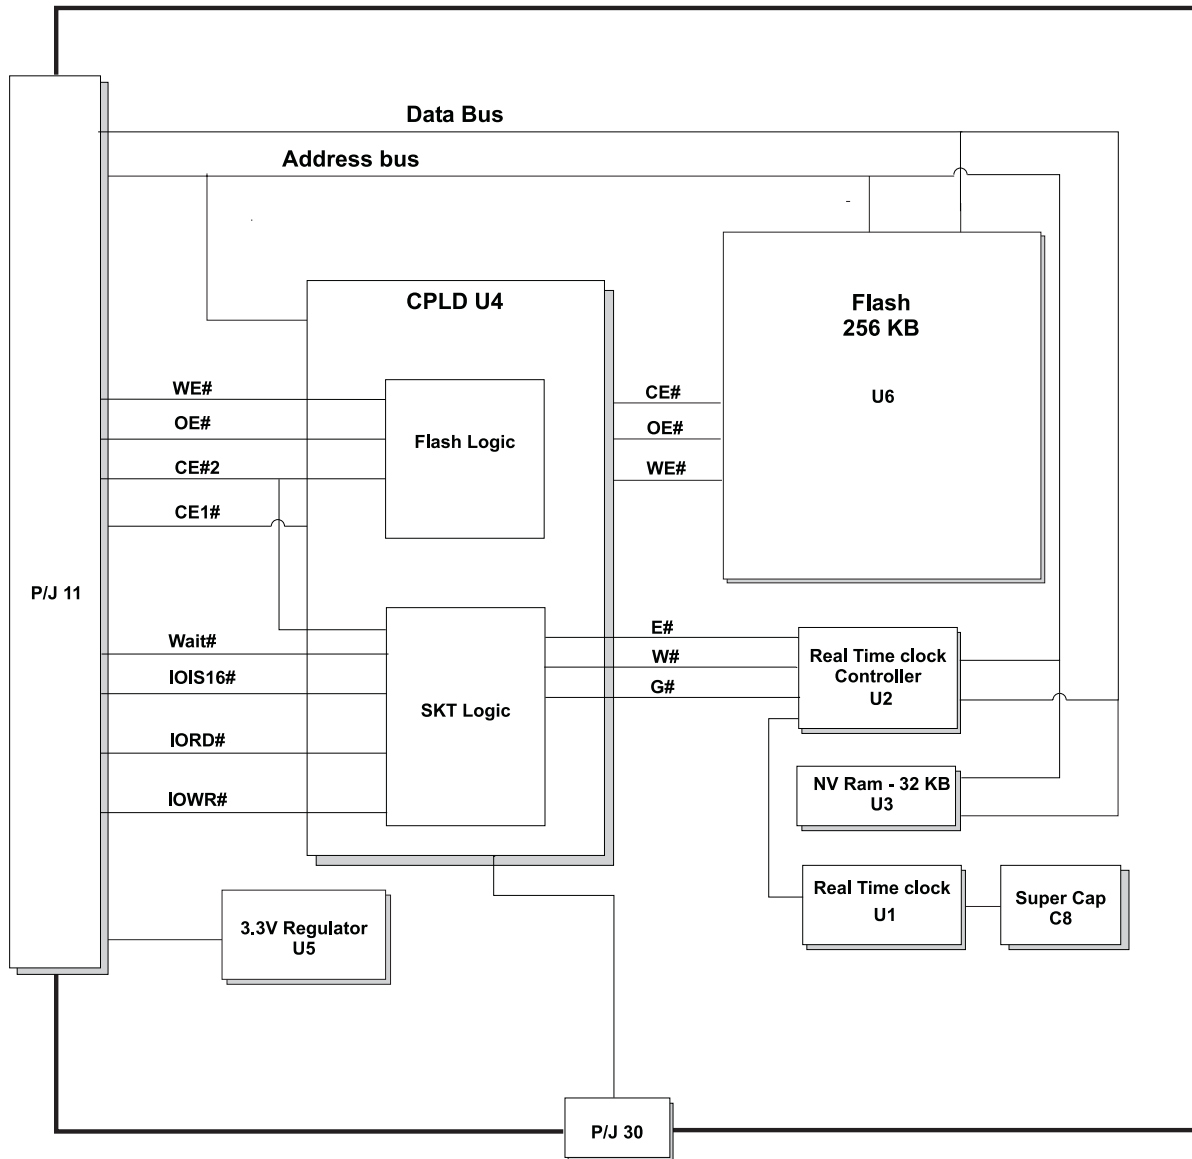 Data Bus
Address bus
CPLD U4
Flash
256 KB
U6
WE#
OE#
CE#2
CE1#
Flash Logic
CE#
OE#
WE#
P/J 11
Wait#
IOIS16#
IORD#
IOWR#
SKT Logic
E#
W#
G#
Real Time clock
Controller
U2
NV Ram - 32 KB
U3
Real Time clock
U1
Super Cap
C8
3.3V Regulator
U5
P/J 30